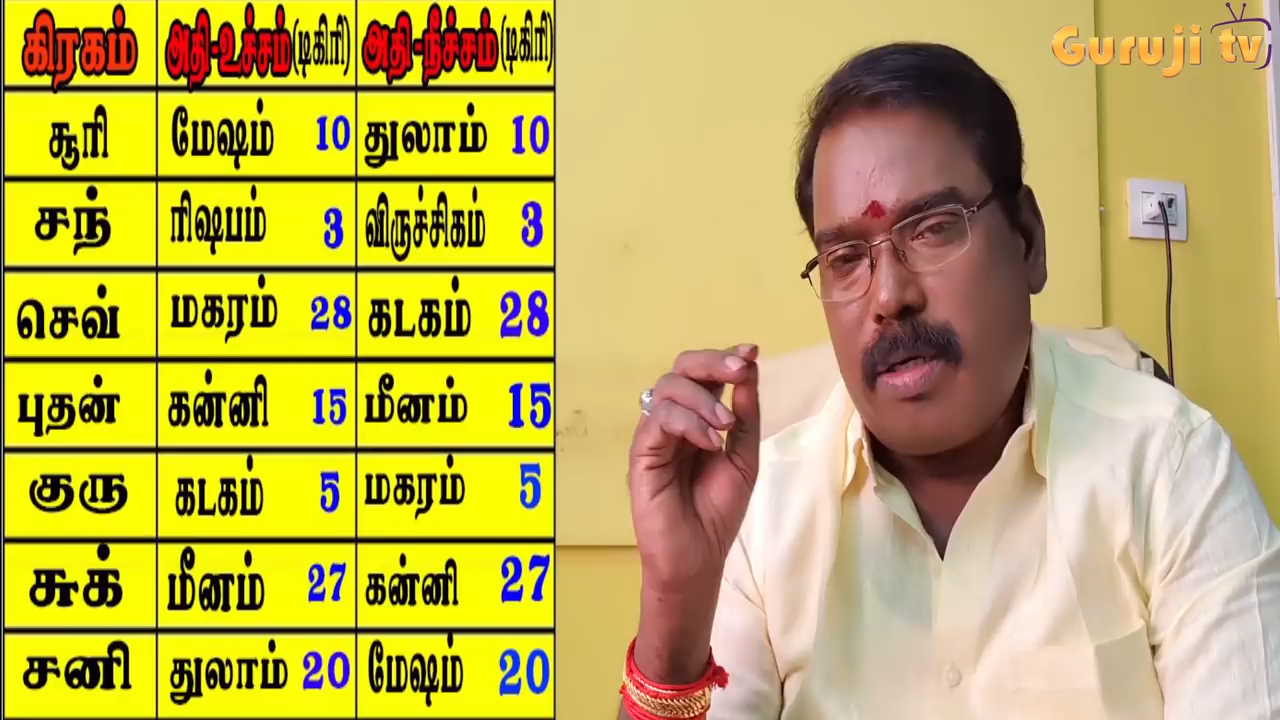 கிரகம் அதி-உச்சம்(டிகிரி) அதி-நீச்சம்(டிகிரி)
சூரி மேஷம் 10 துலாம் 10
சந் ரிஷபம் 3 விருச்சிகம் 3
செவ் மகரம் 28 கடகம் 28
புதன் கன்னி 15 மீனம் 15
குரு கடகம் 5 மகரம் 5
சுக் மீனம் 27 கன்னி 27
சனி துலாம் 20 மேஷம் 20
Guruji tv